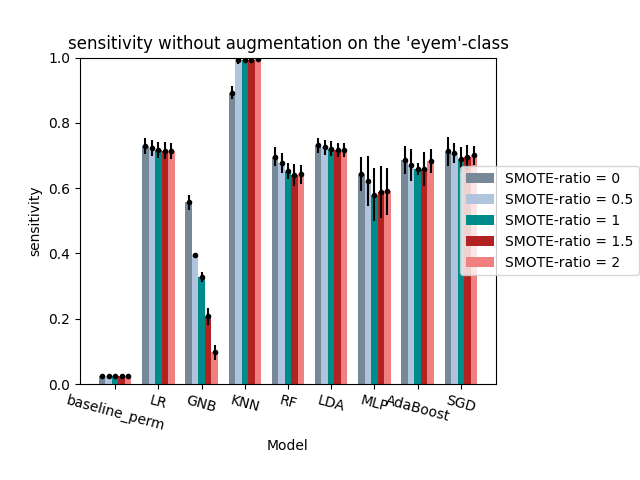 sensitivity without augmentation on the 'eyem'-class
1.0
0.8
0.6
0.4
0.2
0.0
sensitivity
SMOTE-ratio = 0
SMOTE-ratio = 0.5
SMOTE-ratio = 1
SMOTE-ratio = 1.5
SMOTE-ratio = 2
baseline_perm LR GNB KNN RF LDA MLP AdaBoost SGD
Model